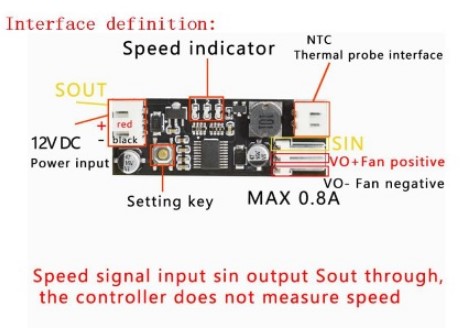 Interface definition:
Speed indicator
NTC
Thermal probe interface
SOUT
red
+
12V DC
-
black
Power input
SIN
VO+Fan positive
VO- Fan negative
Setting key
MAX 0.8A
Speed signal input sin output Sout through,
the controller does not measure speed